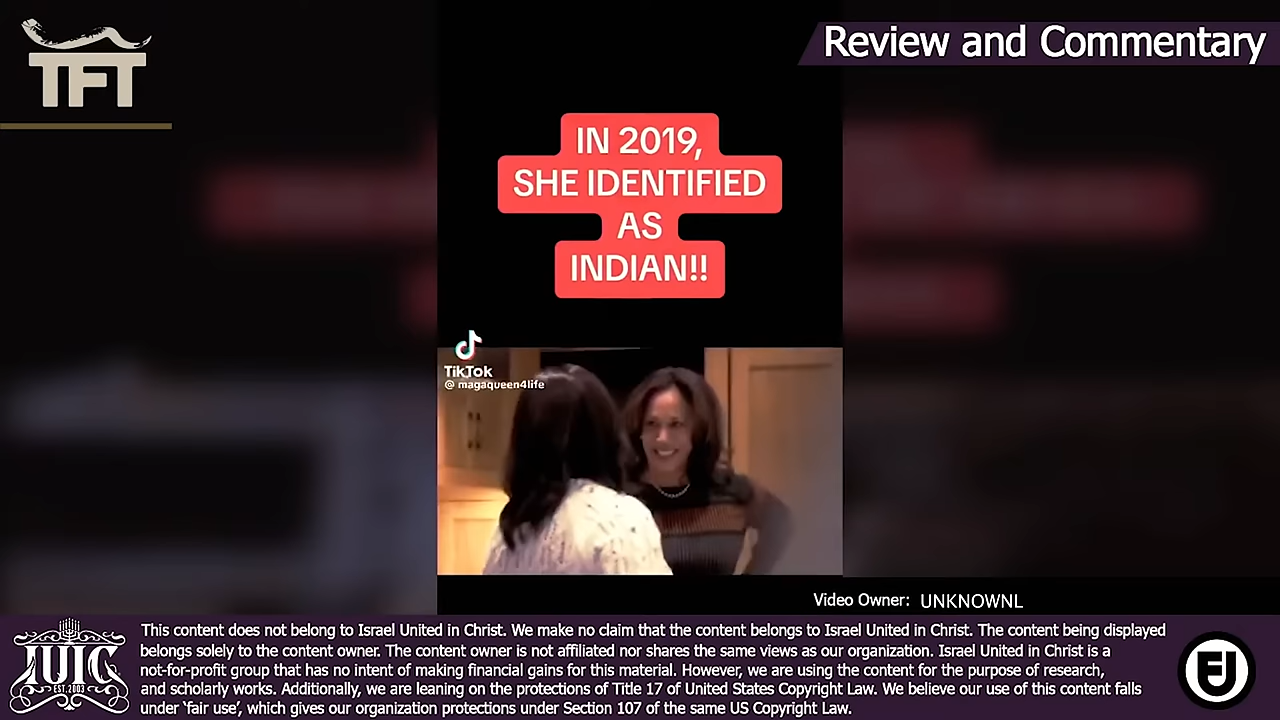 TFT
Review and Commentary
IN 2019,
SHE IDENTIFIED
AS
INDIAN!!
TikTok
@ magaqueen4life
Video Owner: UNKNOWNL
IUIC
EST. 2003
This content does not belong to Israel United in Christ. We make no claim that the content belongs to Israel United in Christ. The content being displayed
belongs solely to the content owner. The content owner is not affiliated nor shares the same views as our organization. Israel United in Christ is a
not-for-profit group that has no intent of making financial gains for this material. However, we are using the content for the purpose of research,
and scholarly works. Additionally, we are leaning on the protections of Title 17 of United States Copyright Law. We believe our use of this content falls
under ‘fair use’, which gives our organization protections under Section 107 of the same US Copyright Law.